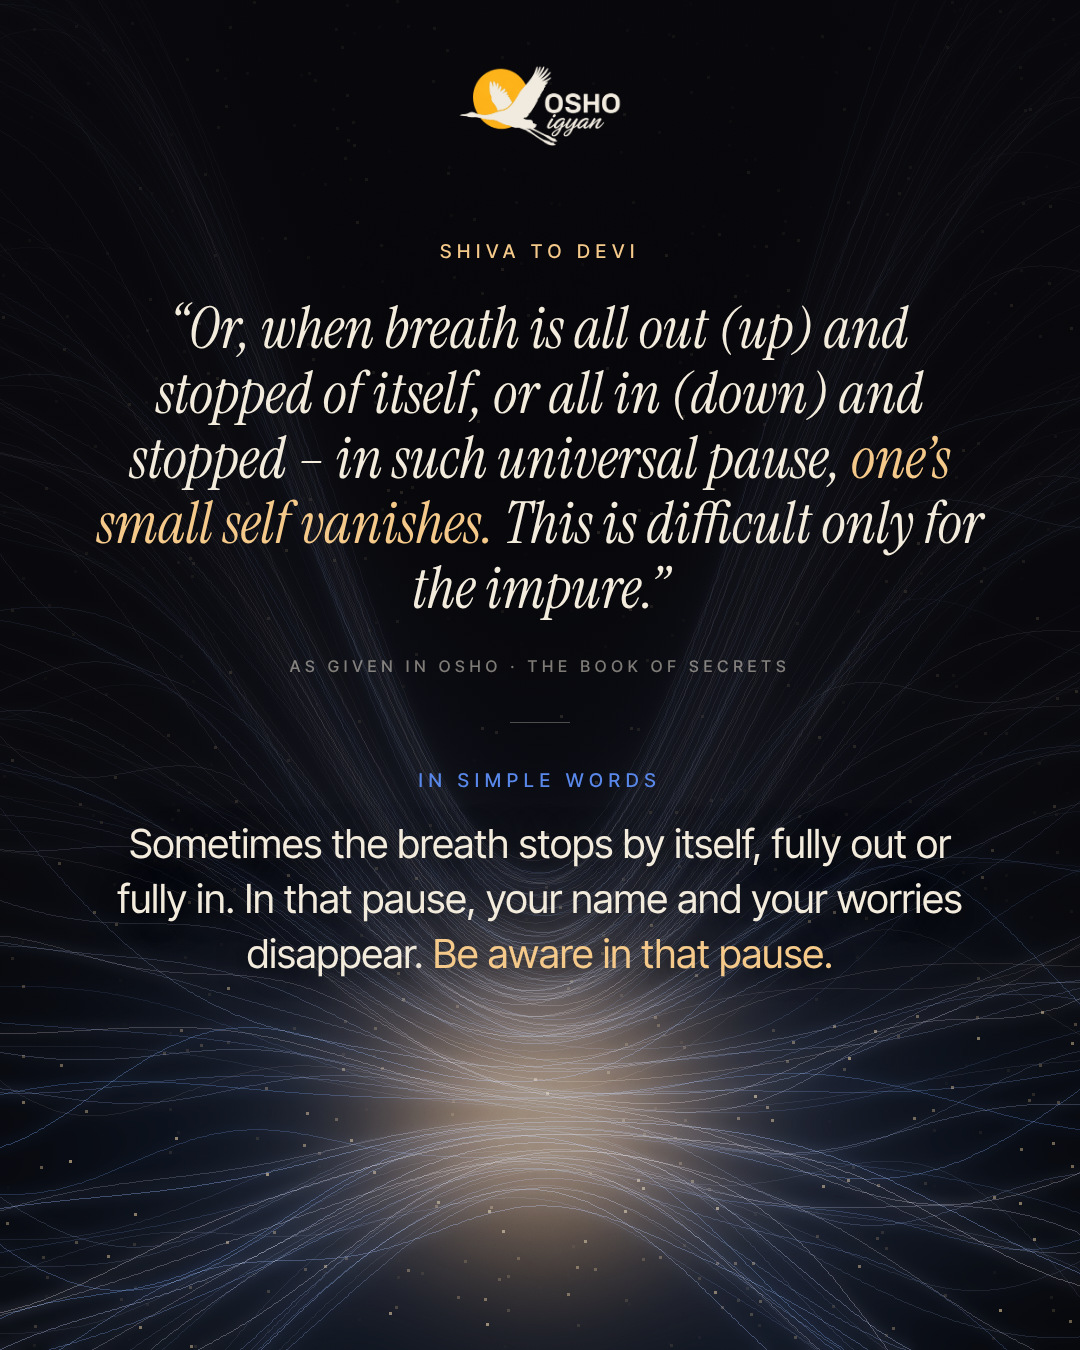 OSHO
igyan
SHIVA TO DEVI
“Or, when breath is all out (up) and
stopped of itself, or all in (down) and
stopped – in such universal pause, one’s
small self vanishes. This is difficult only for
the impure.”
AS GIVEN IN OSHO · THE BOOK OF SECRETS
IN SIMPLE WORDS
Sometimes the breath stops by itself, fully out or
fully in. In that pause, your name and your worries
disappear. Be aware in that pause.